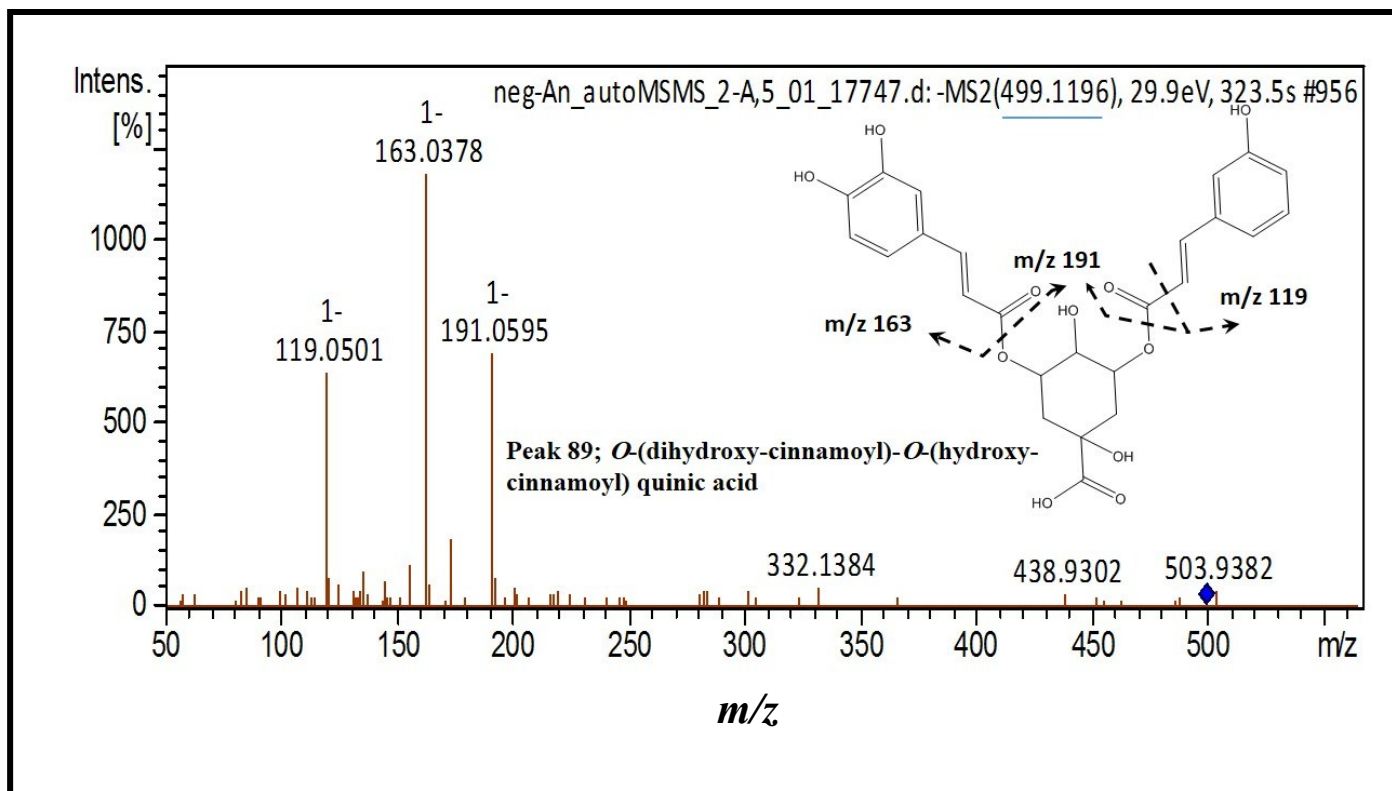 Intens.
[%]
neg-An_autoMSMS_2-A,5_01_17747.d: -MS2(499.1196), 29.9eV, 323.5s #956
1-
163.0378
1-
119.0501
1-
191.0595
1000
750
500
250
0
HO
HO
HO
m/z 191
m/z 163
m/z 119
O
O
HO
O
O
OH
HO
O
Peak 89; O-(dihydroxy-cinnamoyl)-O-(hydroxy-
cinnamoyl) quinic acid
332.1384
438.9302
503.9382
50 100 150 200 250 300 350 400 450 500 m/z
m/z